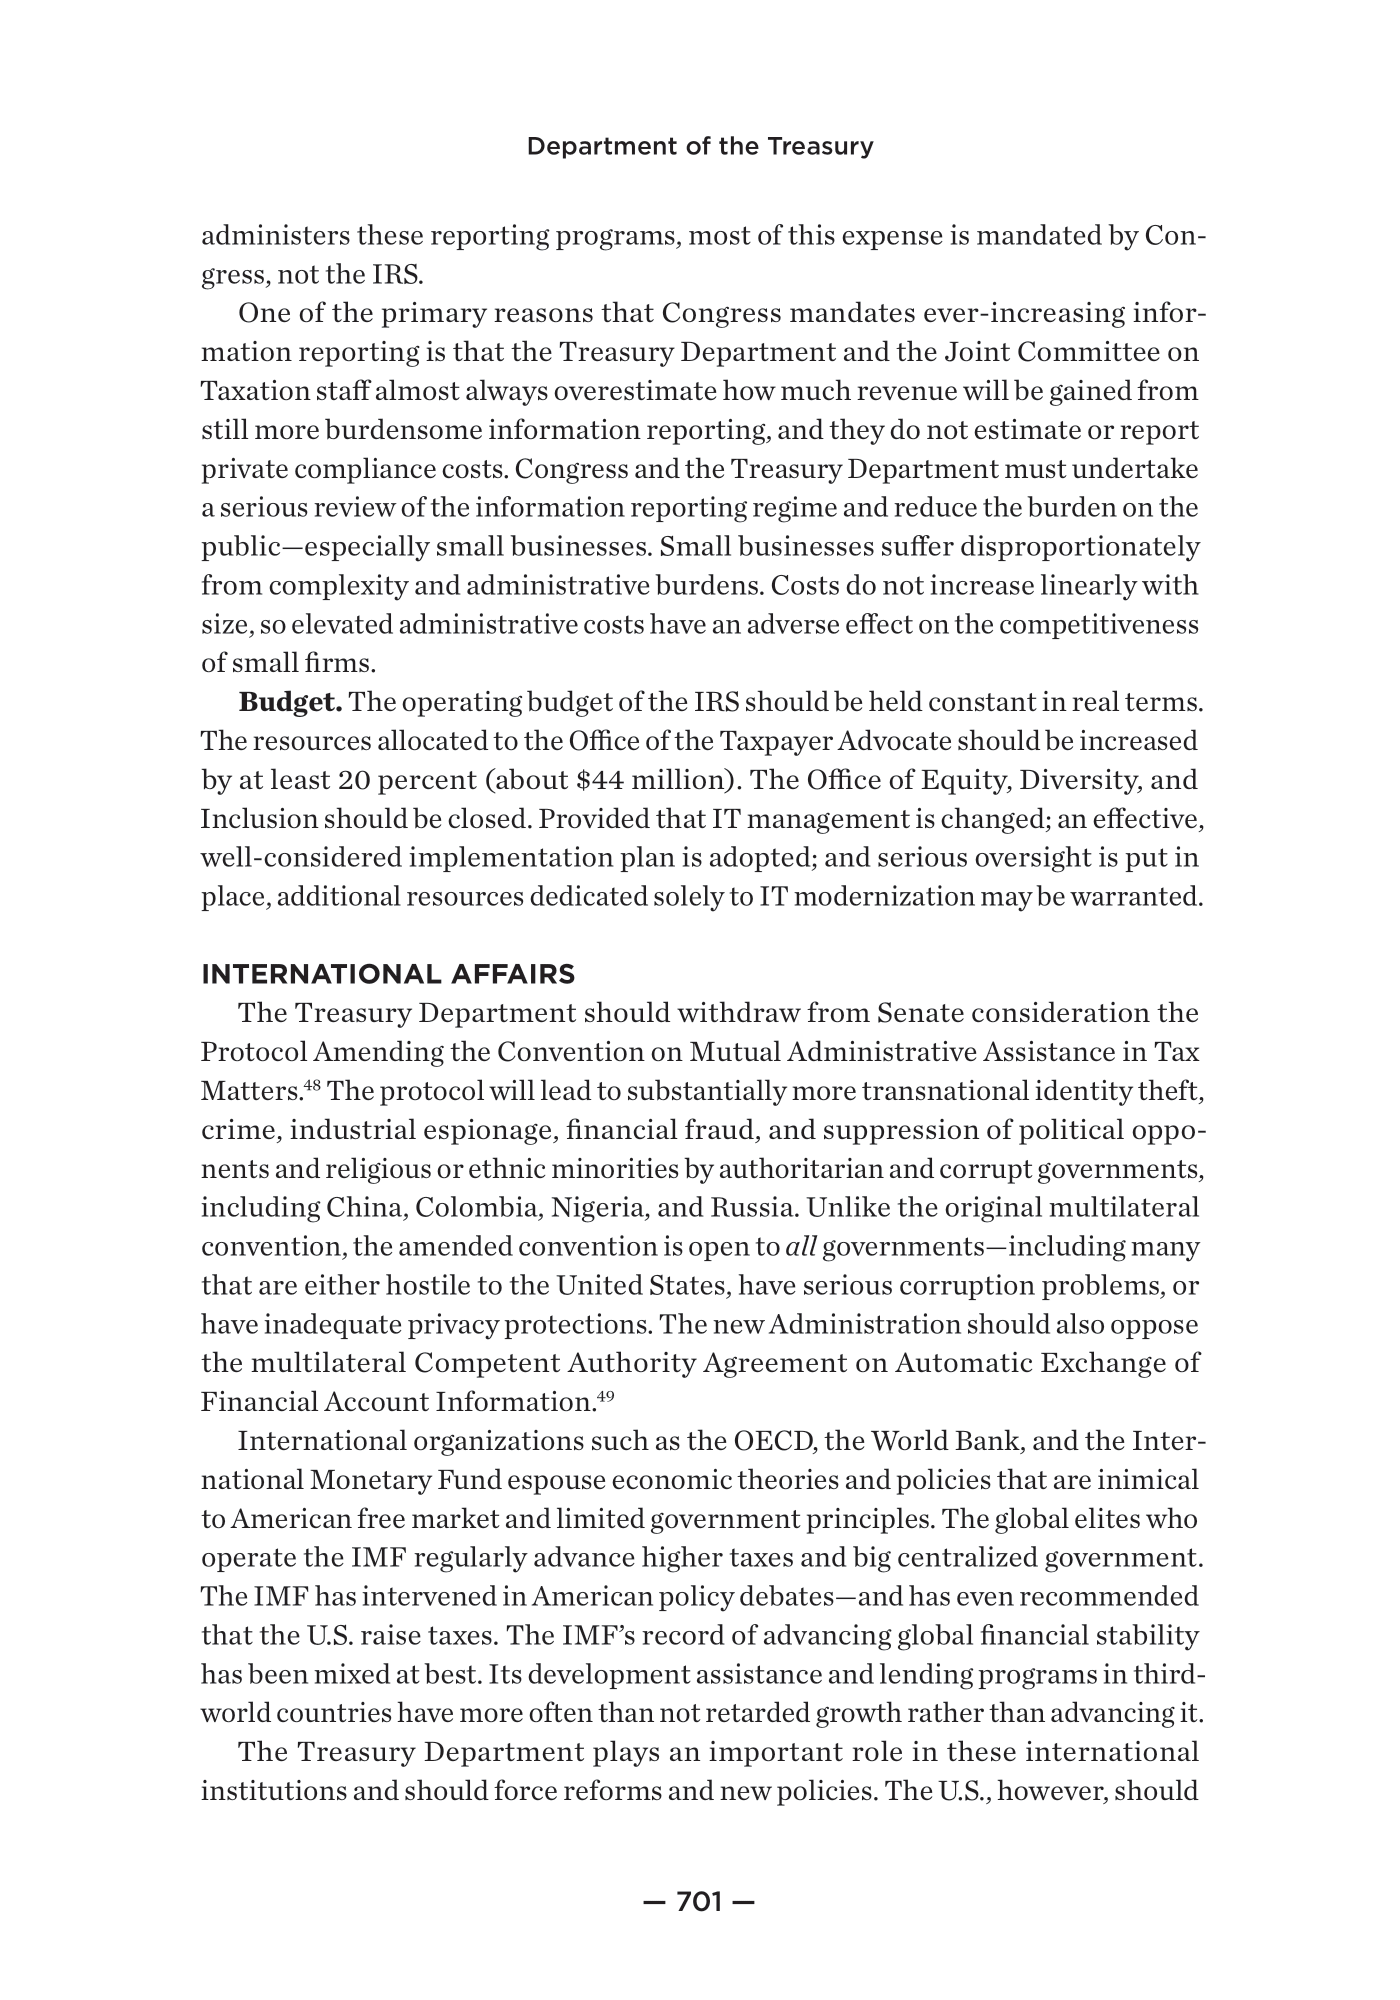 Department of the Treasury
administers these reporting programs, most of this expense is mandated by Con-
gress, not the IRS.
One of the primary reasons that Congress mandates ever-increasing infor-
mation reporting is that the Treasury Department and the Joint Committee on
Taxation staff almost always overestimate how much revenue will be gained from
still more burdensome information reporting, and they do not estimate or report
private compliance costs. Congress and the Treasury Department must undertake
a serious review of the information reporting regime and reduce the burden on the
public—especially small businesses. Small businesses suffer disproportionately
from complexity and administrative burdens. Costs do not increase linearly with
size, so elevated administrative costs have an adverse effect on the competitiveness
of small firms.
Budget. The operating budget of the IRS should be held constant in real terms.
The resources allocated to the Office of the Taxpayer Advocate should be increased
by at least 20 percent (about $44 million). The Office of Equity, Diversity, and
Inclusion should be closed. Provided that IT management is changed; an effective,
well-considered implementation plan is adopted; and serious oversight is put in
place, additional resources dedicated solely to IT modernization may be warranted.
INTERNATIONAL AFFAIRS
The Treasury Department should withdraw from Senate consideration the
Protocol Amending the Convention on Mutual Administrative Assistance in Tax
Matters.48 The protocol will lead to substantially more transnational identity theft,
crime, industrial espionage, financial fraud, and suppression of political oppo-
nents and religious or ethnic minorities by authoritarian and corrupt governments,
including China, Colombia, Nigeria, and Russia. Unlike the original multilateral
convention, the amended convention is open to all governments—including many
that are either hostile to the United States, have serious corruption problems, or
have inadequate privacy protections. The new Administration should also oppose
the multilateral Competent Authority Agreement on Automatic Exchange of
Financial Account Information.49
International organizations such as the OECD, the World Bank, and the Inter-
national Monetary Fund espouse economic theories and policies that are inimical
to American free market and limited government principles. The global elites who
operate the IMF regularly advance higher taxes and big centralized government.
The IMF has intervened in American policy debates—and has even recommended
that the U.S. raise taxes. The IMF’s record of advancing global financial stability
has been mixed at best. Its development assistance and lending programs in third-
world countries have more often than not retarded growth rather than advancing it.
The Treasury Department plays an important role in these international
institutions and should force reforms and new policies. The U.S., however, should
— 701 —